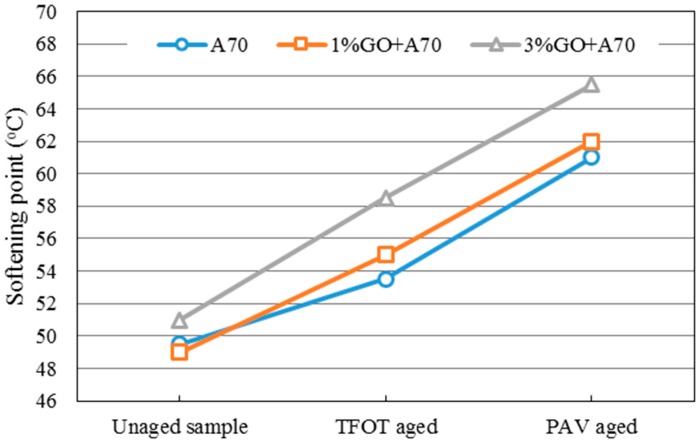 70
68
66
64
62
60
58
56
54
52
50
48
46
Softening point (°C)
A70
1%GO+A70
3%GO+A70
Unaged sample
TFOT aged
PAV aged